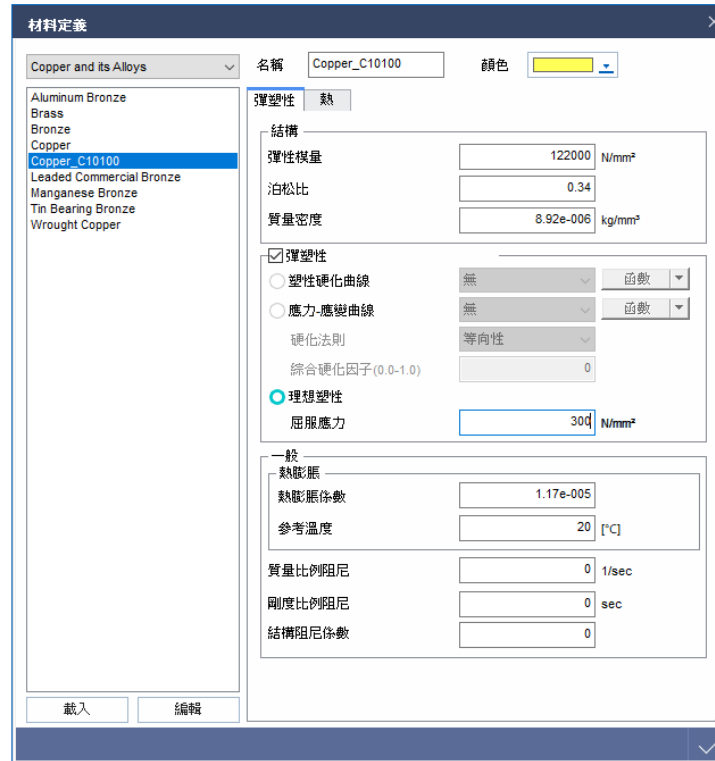 材料定義
Copper and its Alloys
名稱 Copper_C10100 顏色
Aluminum Bronze
Brass
Bronze
Copper
Copper_C10100
Leaded Commercial Bronze
Manganese Bronze
Tin Bearing Bronze
Wrought Copper
載入 編輯
彈塑性 熱
結構
彈性模量 122000 N/mm²
泊松比 0.34
質量密度 8.92e-006 kg/mm³
彈塑性
塑性硬化曲線 無 函數
應力-應變曲線 無 函數
硬化法則 等向性
綜合硬化因子(0.0-1.0) 0
理想塑性
屈服應力 300 N/mm²
一般
熱膨脹
熱膨脹係數 1.17e-005
參考溫度 20 [°C]
質量比例阻尼 0 1/sec
剛度比例阻尼 0 sec
結構阻尼係數 0